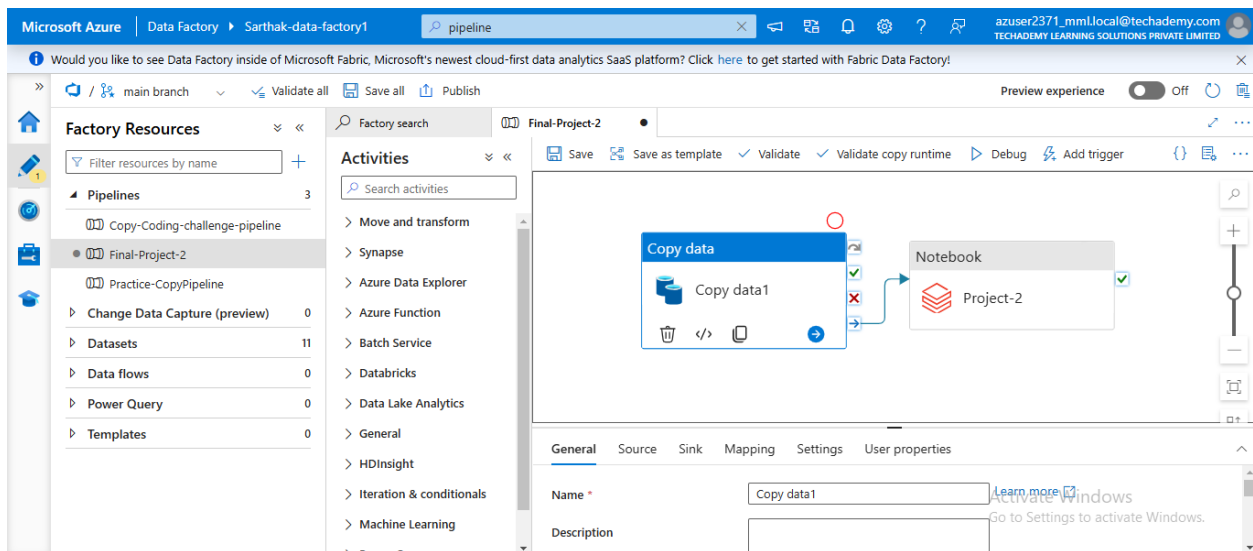 Microsoft Azure Data Factory Sarthak-data-factory1 pipeline azuser2371_mml.local@techademy.com
TECHADEMY LEARNING SOLUTIONS PRIVATE LIMITED
Would you like to see Data Factory inside of Microsoft Fabric, Microsoft's newest cloud-first data analytics SaaS platform? Click here to get started with Fabric Data Factory!
/ main branch Validate all Save all Publish Preview experience Off
Factory Resources
Filter resources by name
1
Pipelines 3
Copy-Coding-challenge-pipeline
Final-Project-2
Practice-CopyPipeline
Change Data Capture (preview) 0
Datasets 11
Data flows 0
Power Query 0
Templates 0
Factory search Final-Project-2
Activities
Search activities
Move and transform
Synapse
Azure Data Explorer
Azure Function
Batch Service
Databricks
Data Lake Analytics
General
HDInsight
Iteration & conditionals
Machine Learning
Save Save as template Validate Validate copy runtime Debug Add trigger {}
Copy data
Copy data1
Notebook
Project-2
General Source Sink Mapping Settings User properties
Name * Copy data1 Learn more
Description
Activate Windows
Go to Settings to activate Windows.